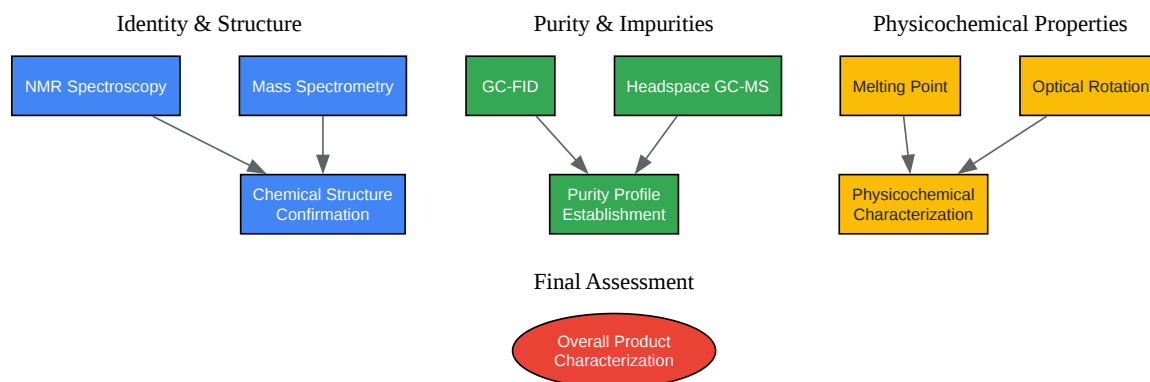 Identity & Structure
Purity & Impurities
Physicochemical Properties
NMR Spectroscopy
Mass Spectrometry
GC-FID
Headspace GC-MS
Melting Point
Optical Rotation
Chemical Structure
Confirmation
Purity Profile
Establishment
Physicochemical
Characterization
Final Assessment
Overall Product
Characterization